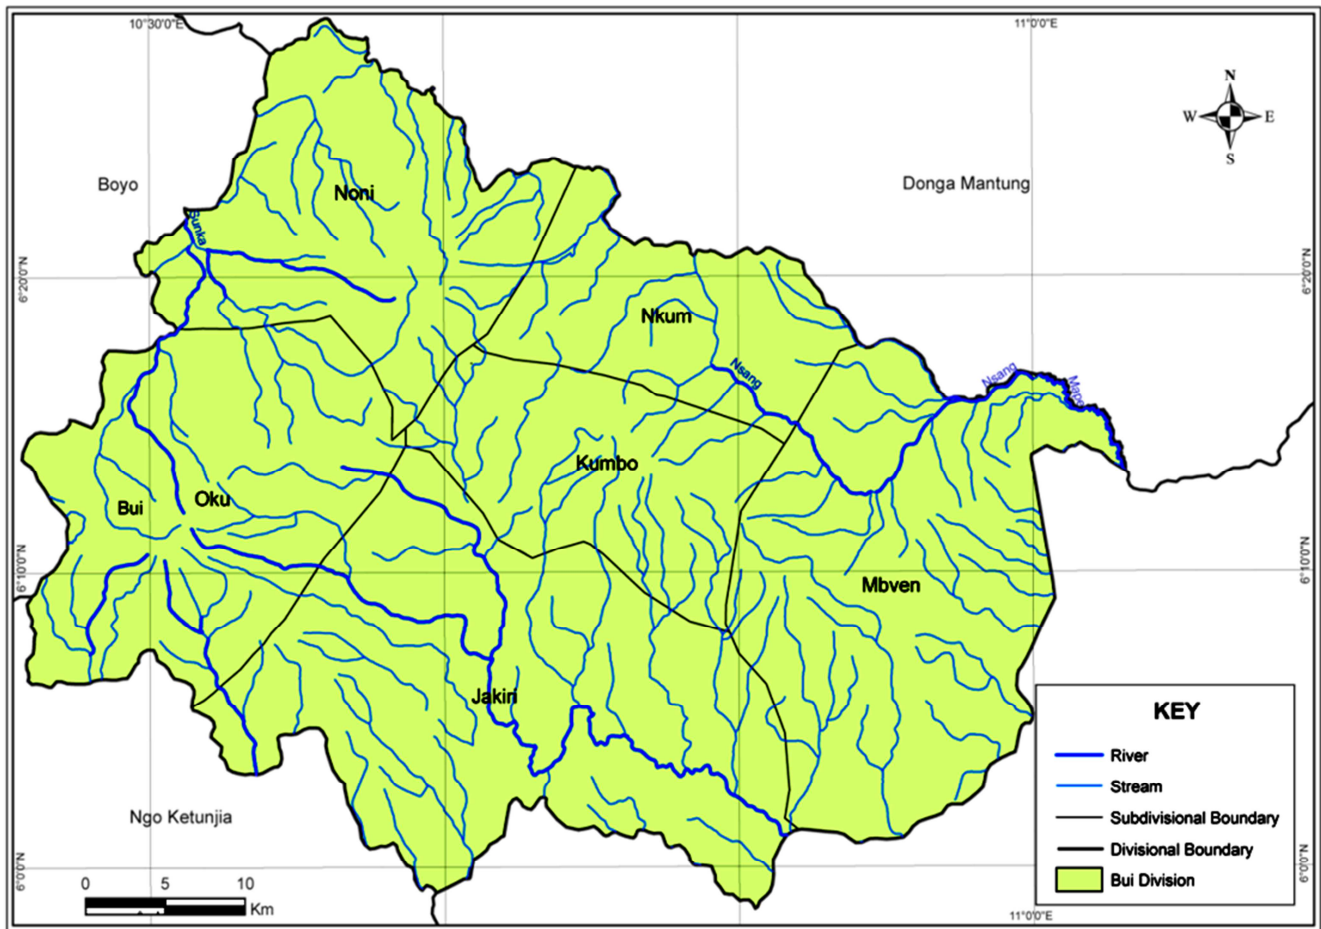 10°30'0"E
11°0'0"E
N
W
E
S
Boyo
Donga Mantung
Noni
Bunka
6°20'0"N
6°20'0"N
Nkum
Nsang
Nsang
Mape
Kumbo
Oku
Bui
6°10'0"N
6°10'0"N
Mbven
Jakiri
KEY
River
Stream
Subdivisional Boundary
Divisional Boundary
Bui Division
Ngo Ketunjia
6°0'0"N
6°0'0"N
0
5
10
Km
11°0'0"E